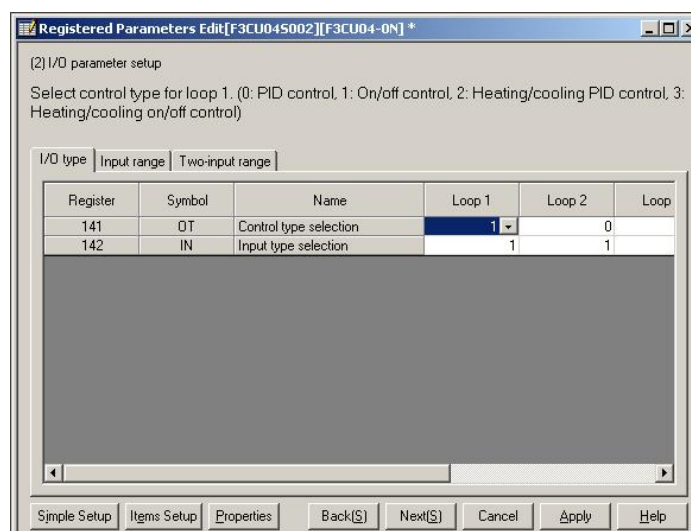 Registered Parameters Edit[F3CU04S002][F3CU04-0N] *
(2) I/O parameter setup
Select control type for loop 1. (0: PID control, 1: On/off control, 2: Heating/cooling PID control, 3:
Heating/cooling on/off control)
I/O type Input range Two-input range
Register Symbol Name Loop 1 Loop 2 Loop
141 OT Control type selection 1 0
142 IN Input type selection 1 1
Simple Setup Items Setup Properties Back(S) Next(S) Cancel Apply Help